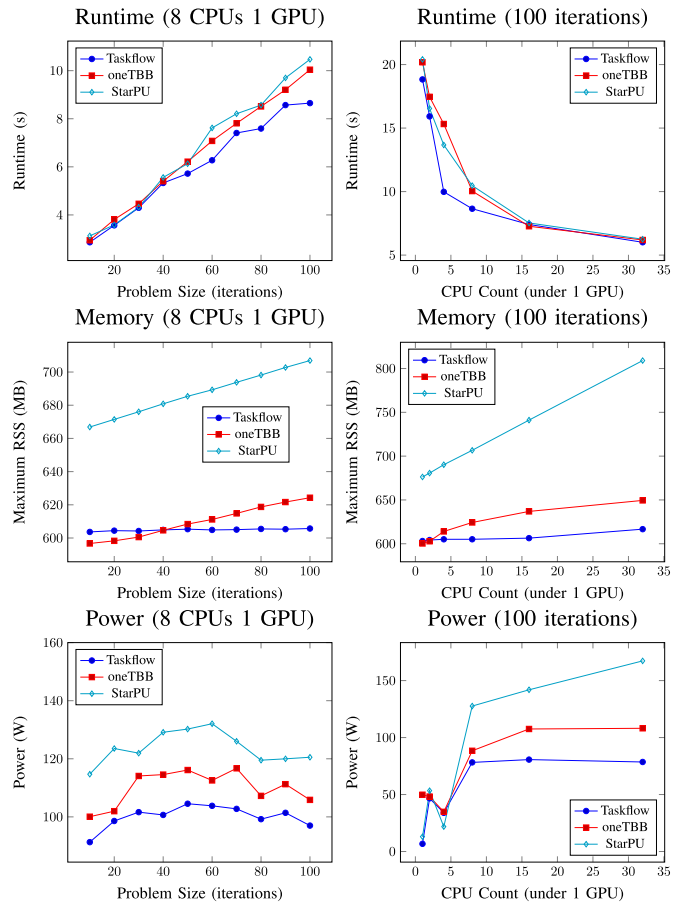 Runtime (8 CPUs 1 GPU)
Taskflow
oneTBB
StarPU
10
8
6
4
20 40 60 80 100
Runtime (s)
Problem Size (iterations)
Runtime (100 iterations)
Taskflow
oneTBB
StarPU
20
15
10
5
0 5 10 15 20 25 30 35
Runtime (s)
CPU Count (under 1 GPU)
Memory (8 CPUs 1 GPU)
Taskflow
oneTBB
StarPU
700
680
660
640
620
600
20 40 60 80 100
Maximum RSS (MB)
Problem Size (iterations)
Memory (100 iterations)
Taskflow
oneTBB
StarPU
800
750
700
650
600
0 5 10 15 20 25 30 35
Maximum RSS (MB)
CPU Count (under 1 GPU)
Power (8 CPUs 1 GPU)
Taskflow
oneTBB
StarPU
160
140
120
100
20 40 60 80 100
Power (W)
Problem Size (iterations)
Power (100 iterations)
Taskflow
oneTBB
StarPU
150
100
50
0
0 5 10 15 20 25 30 35
Power (W)
CPU Count (under 1 GPU)